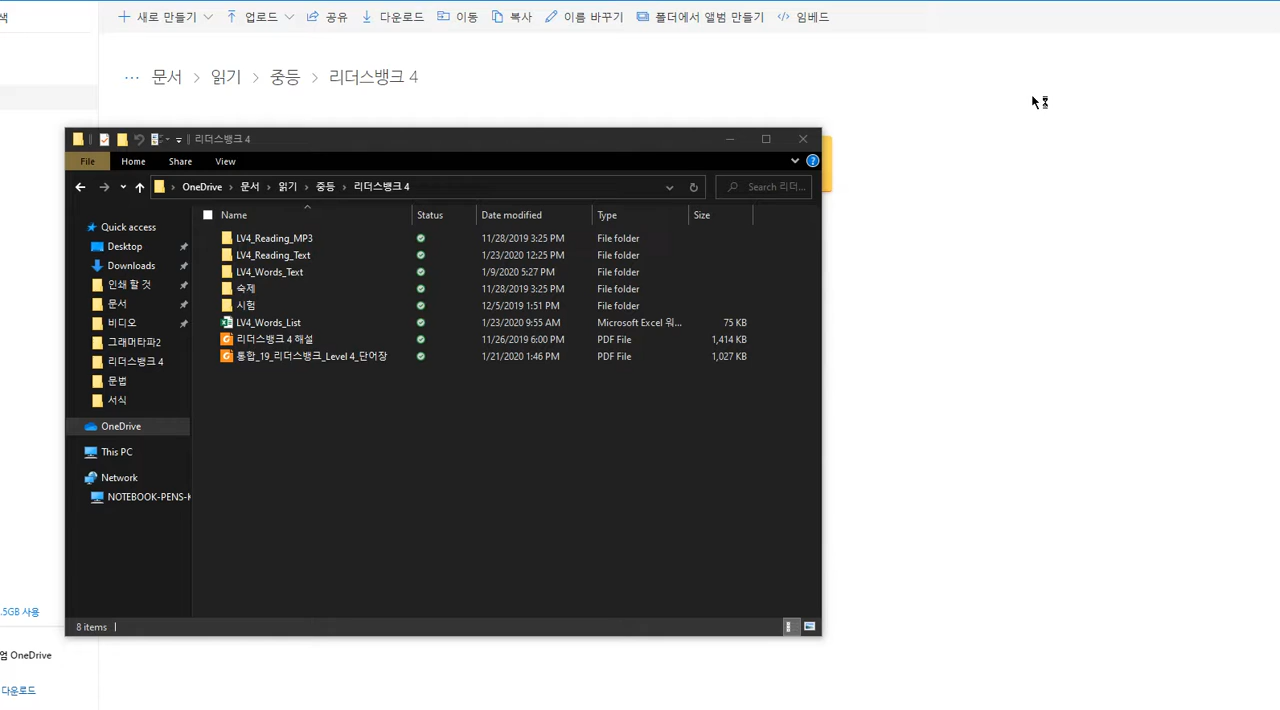 색
새로 만들기 업로드 공유 다운로드 이동 복사 이름 바꾸기 폴더에서 앨범 만들기 임베드
··· 문서 > 읽기 > 중등 > 리더스뱅크 4
리더스뱅크 4
File Home Share View
OneDrive > 문서 > 읽기 > 중등 > 리더스뱅크 4 Search 리더...
Name Status Date modified Type Size
Quick access
Desktop
Downloads
인쇄 할 것
문서
비디오
그래머타파2
리더스뱅크 4
문법
서식
OneDrive
This PC
Network
NOTEBOOK-PENS-K
LV4_Reading_MP3 11/28/2019 3:25 PM File folder
LV4_Reading_Text 1/23/2020 12:25 PM File folder
LV4_Words_Text 1/9/2020 5:27 PM File folder
숙제 11/28/2019 3:25 PM File folder
시험 12/5/2019 1:51 PM File folder
LV4_Words_List 1/23/2020 9:55 AM Microsoft Excel 워... 75 KB
리더스뱅크 4 해설 11/26/2019 6:00 PM PDF File 1,414 KB
통합_19_리더스뱅크_Level 4_단어장 1/21/2020 1:46 PM PDF File 1,027 KB
8 items
.5GB 사용
업 OneDrive
다운로드